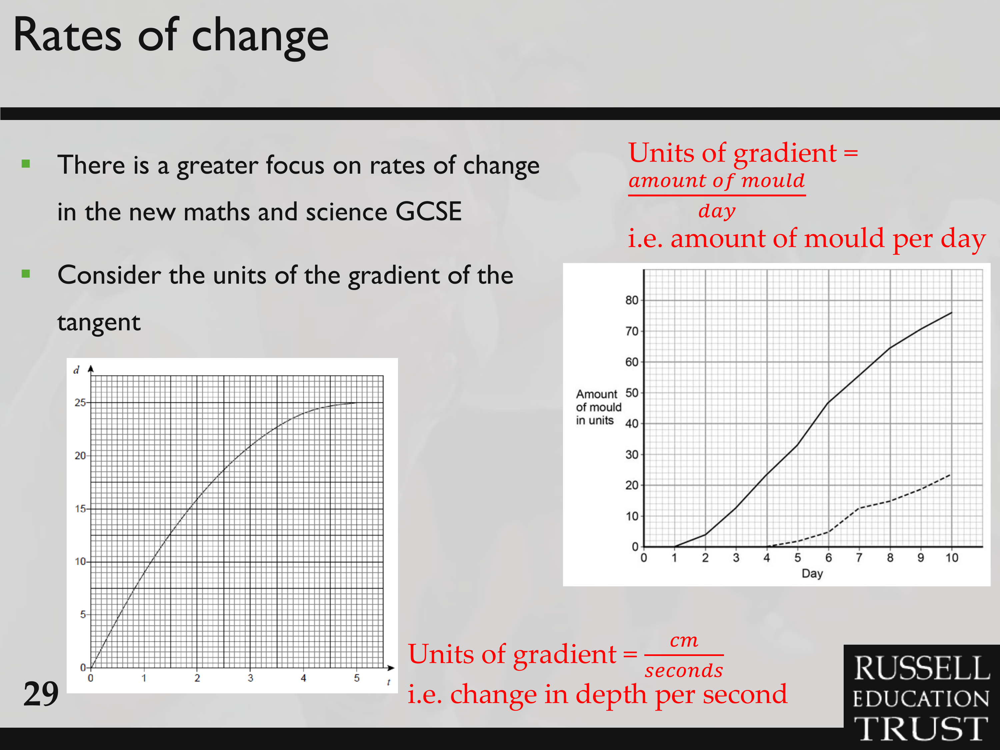 Rates of change
There is a greater focus on rates of change
in the new maths and science GCSE
Consider the units of the gradient of the
tangent
Units of gradient =
amount of mould
day
i.e. amount of mould per day
80
70
60
Amount 50
of mould
in units 40
30
20
10
0
0 1 2 3 4 5 6 7 8 9 10
Day
d
25
20
15
10
5
0
0 1 2 3 4 5 t
Units of gradient = cm
seconds
i.e. change in depth per second
29
RUSSELL
EDUCATION
TRUST